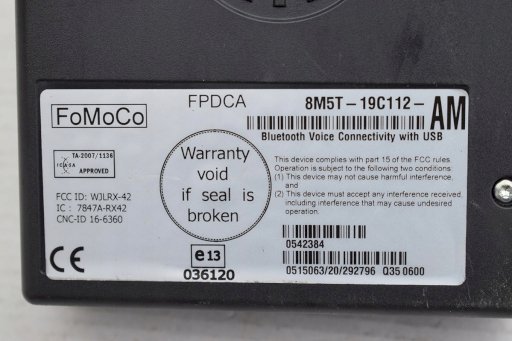 FoMoCo
FPDCA
8M5T-19C112-AM
Bluetooth Voice Connectivity with USB
TA-2007/1136
ICASA
APPROVED
Warranty
void
if seal is
broken
This device complies with part 15 of the FCC rules.
Operation is subject to the following two conditions:
(1) This device may not cause harmful interference,
and
(2) This device must accept any interference received,
including interference that may cause undesired
operation.
FCC ID: WJLRX-42
IC : 7847A-RX42
CNC-ID 16-6360
CE
e13
036120
0542384
0515063/20/292796 Q35 0600